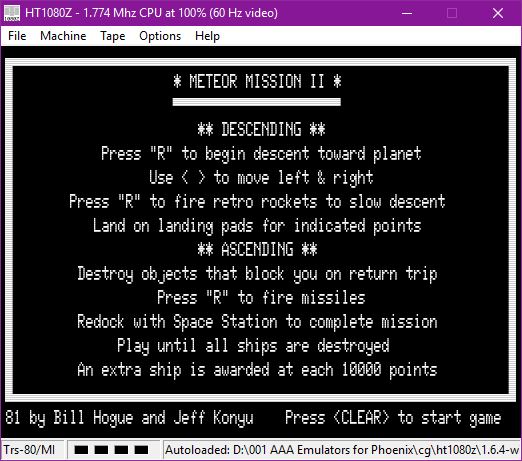 HT1080Z - 1.774 Mhz CPU at 100% (60 Hz video)
File Machine Tape Options Help
* METEOR MISSION II *
** DESCENDING **
Press "R" to begin descent toward planet
Use < > to move left & right
Press "R" to fire retro rockets to slow descent
Land on landing pads for indicated points
** ASCENDING **
Destroy objects that block you on return trip
Press "R" to fire missiles
Redock with Space Station to complete mission
Play until all ships are destroyed
An extra ship is awarded at each 10000 points
81 by Bill Hogue and Jeff Konyu Press <CLEAR> to start game
Trs-80/MI Autoloaded: D:\001 AAA Emulators for Phoenix\cg\ht1080z\1.6.4-w